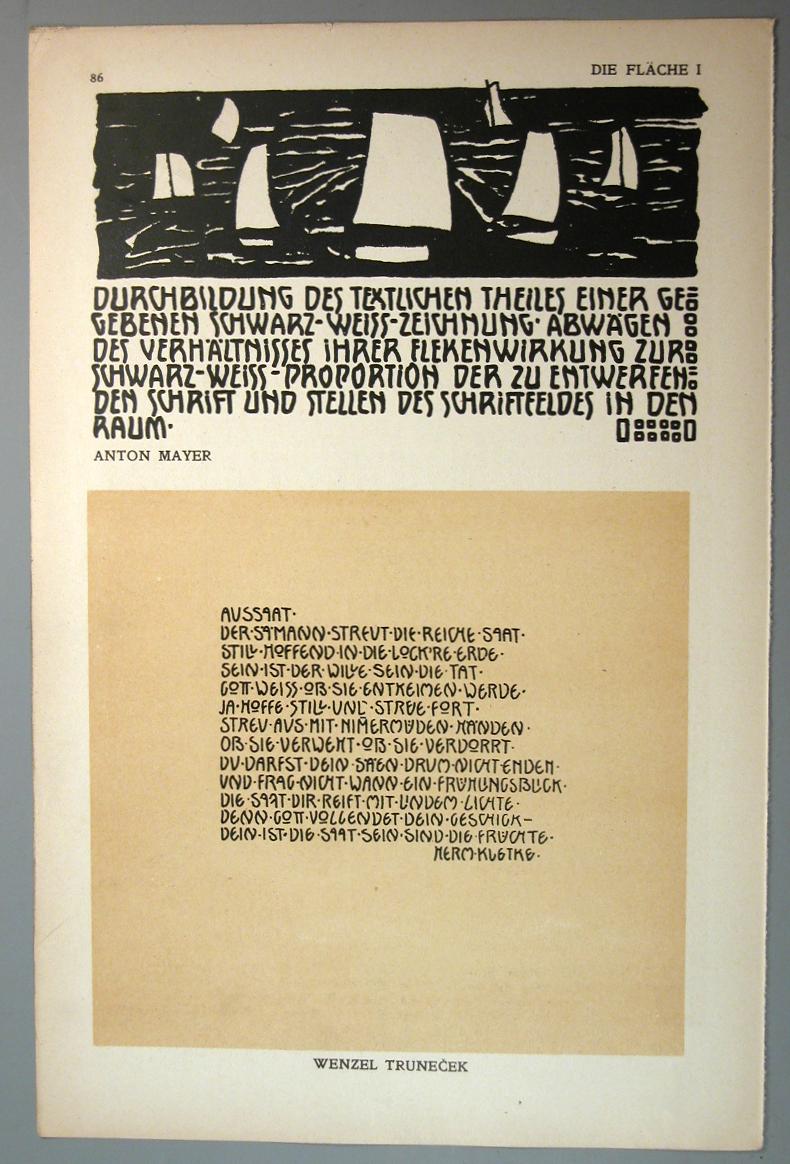 86
DIE FLÄCHE I
DURCHBILDUNG DES TEXTLICHEN THEILES EINER GE=
GEBENEN SCHWARZ-WEISS-ZEICHNUNG· ABWÄGEN
DES VERHÄLTNISSES IHRER FLEKENWIRKUNG ZUR
SCHWARZ-WEISS-PROPORTION DER ZU ENTWERFEN=
DEN SCHRIFT UND STELLEN DES SCHRIFTFELDES IN DEN
RAUM·
ANTON MAYER
AUSSAAT·
DER·SÄMANN·STREUT·DIE·REICHE·SAAT·
STILL·HOFFEND·IN·DIE·LOCK'RE·ERDE·
SEIN·IST·DER·WILLE·SEIN·DIE·TAT·
GOTT·WEISS·OB·SIE·ENTKEIMEN·WERDE·
JA·HOFFE·STILL·UND·STREUE·FORT·
STREU·AUS·MIT·NIMERMÜDEN·HÄNDEN·
OB·SIE·VERWEHT·OB·SIE·VERDORRT·
DU·DARFST·DEIN·SÄEN·DRUM·NICHT·ENDEN·
UND·FRAG·NICHT·WANN·EIN·FRÜHLINGSBLICK·
DIE·SAAT·DIR·REIFT·MIT·LINDEM·LICHTE·
DENN·GOTT·VOLLENDET·DEIN·GESCHICK–
DEIN·IST·DIE·SAAT·SEIN·SIND·DIE·FRÜCHTE·
HERM·KLETKE·
WENZEL TRUNEČEK